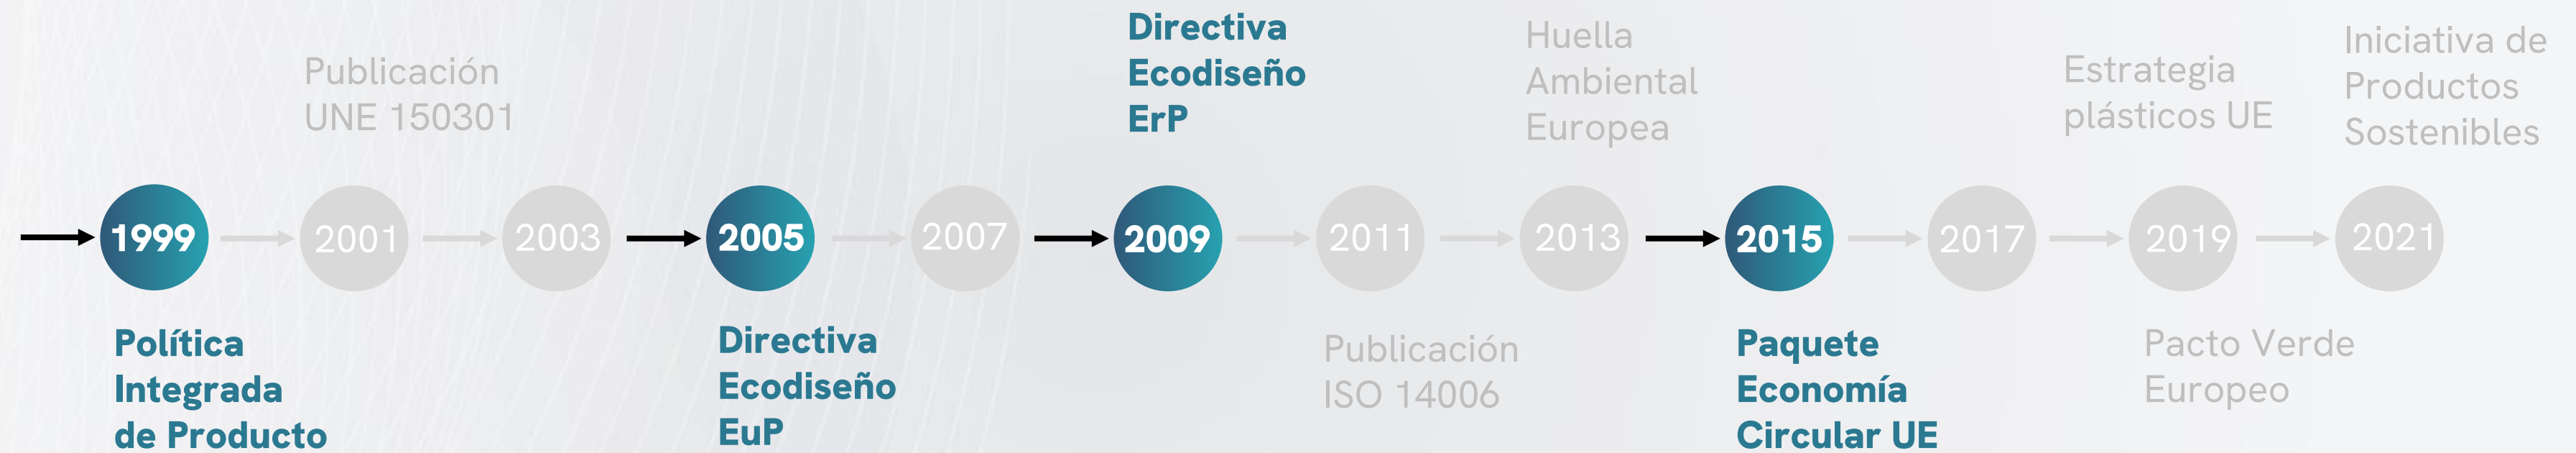 Publicación
UNE 150301
Directiva
Ecodiseño
ErP
Huella
Ambiental
Europea
Estrategia
plásticos UE
Iniciativa de
Productos
Sostenibles
1999
2001
2003
2005
2007
2009
2011
2013
2015
2017
2019
2021
Política
Integrada
de Producto
Directiva
Ecodiseño
EuP
Publicación
ISO 14006
Paquete
Economía
Circular UE
Pacto Verde
Europeo